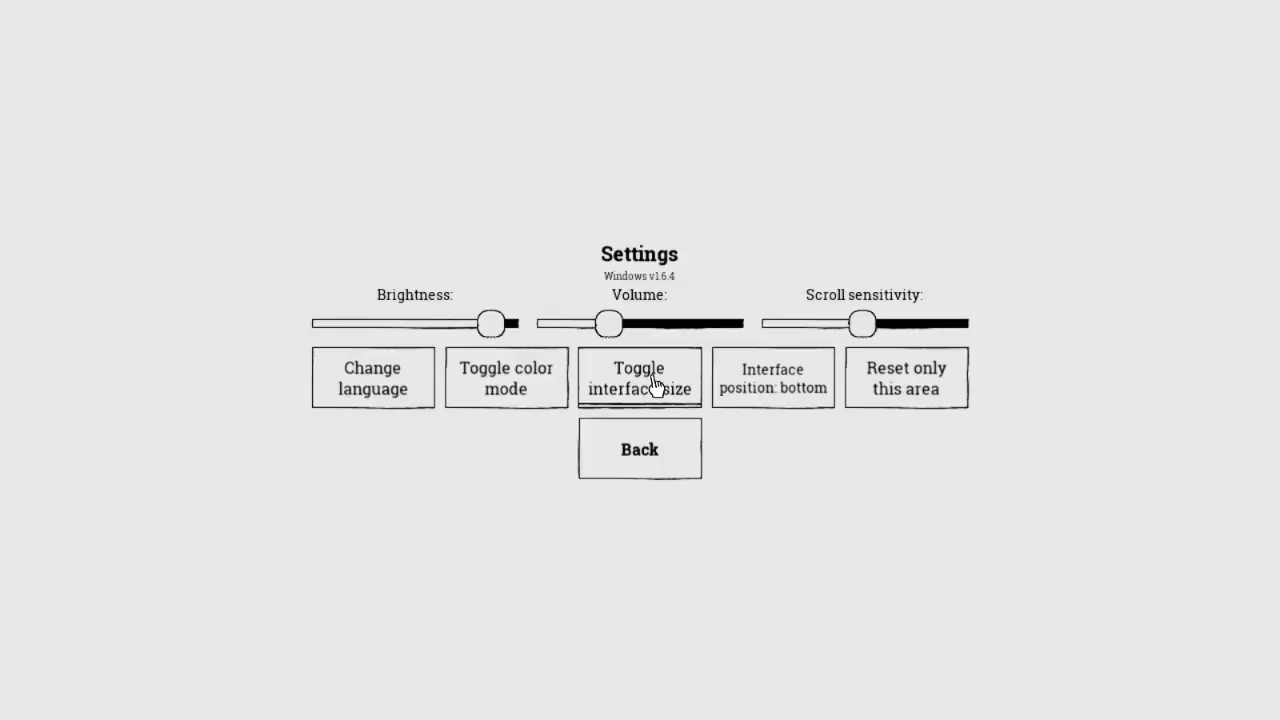 Settings
Windows v1.6.4
Brightness:
Volume:
Scroll sensitivity:
Change
language
Toggle color
mode
Toggle
interface size
Interface
position: bottom
Reset only
this area
Back